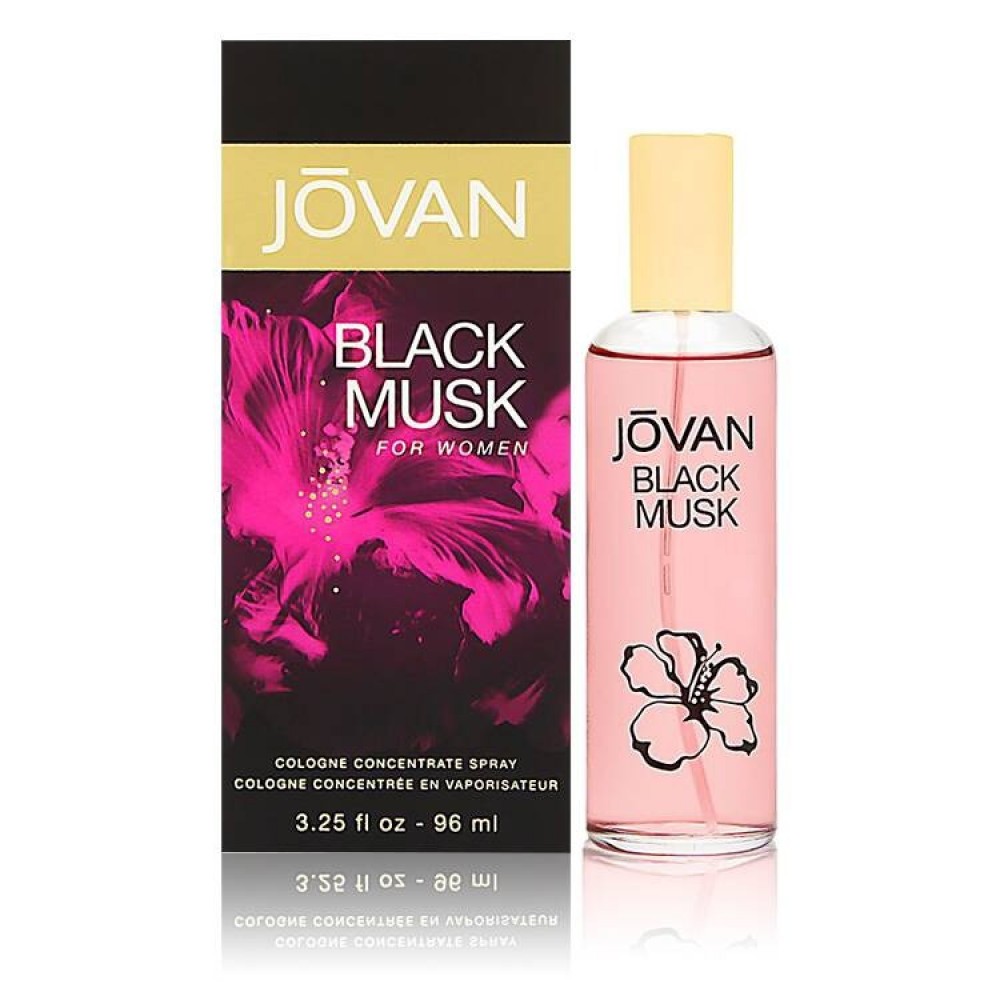 JŌVAN
BLACK
MUSK
FOR WOMEN
COLOGNE CONCENTRATE SPRAY
COLOGNE CONCENTRÉE EN VAPORISATEUR
3.25 fl oz - 96 ml
JŌVAN
BLACK
MUSK